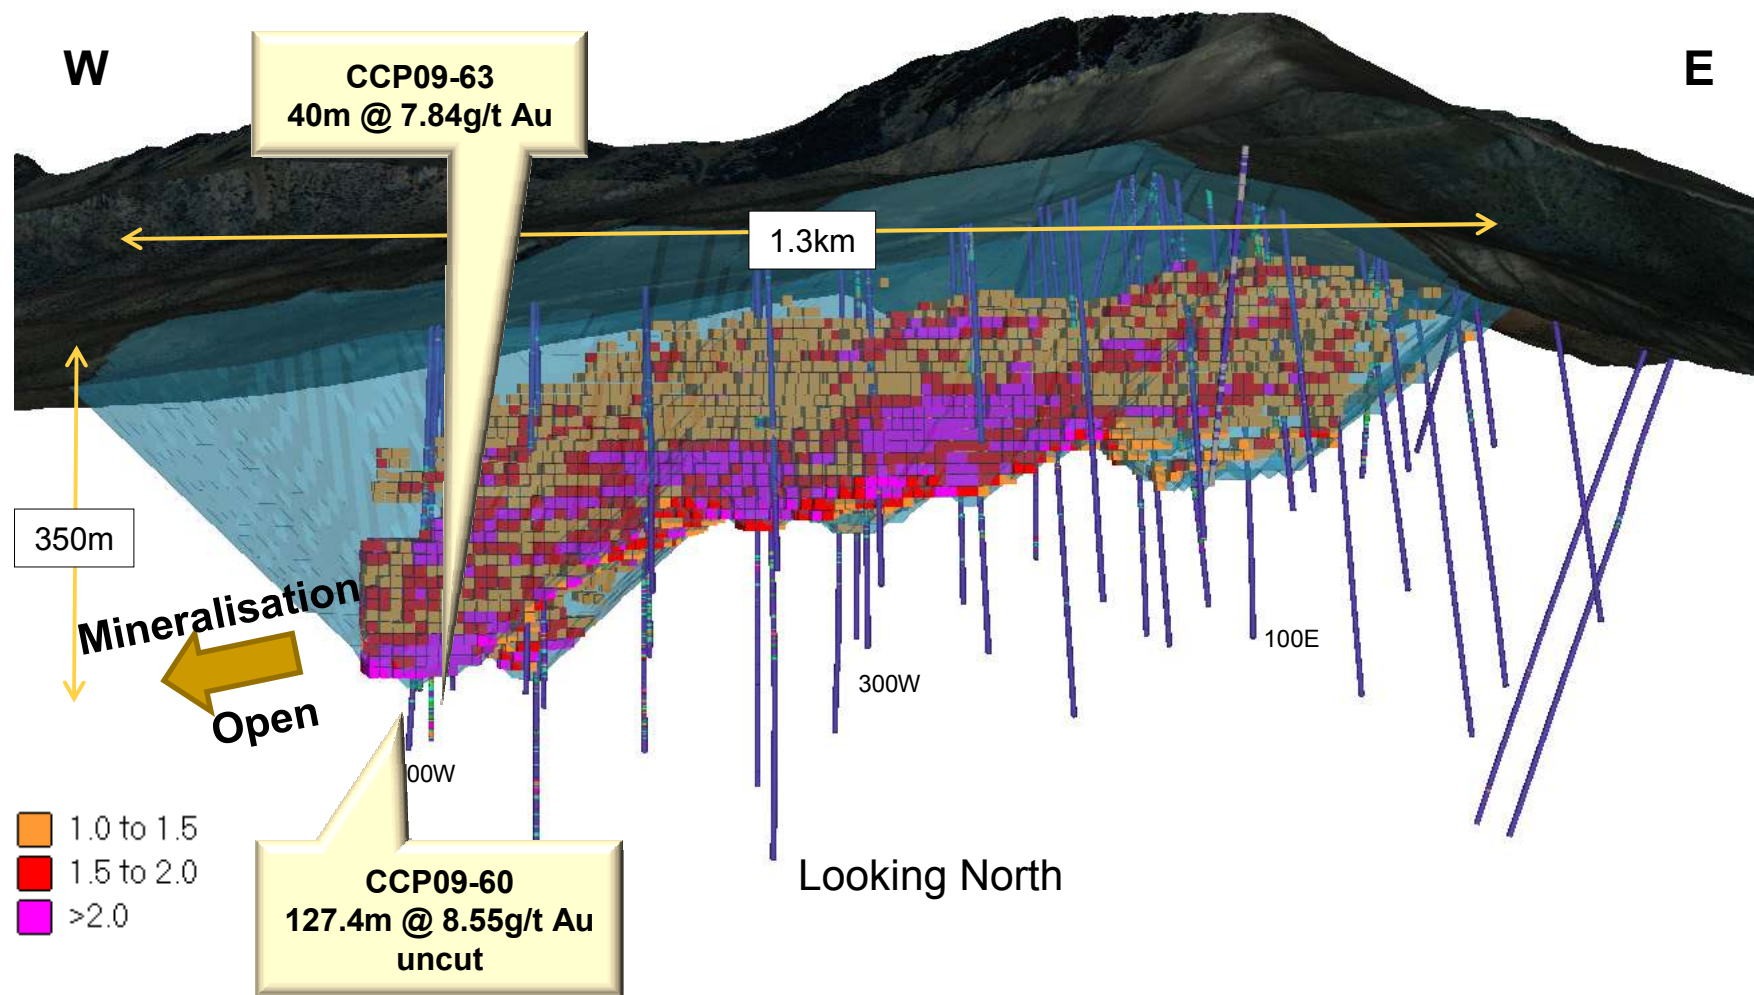 W
E
CCP09-63
40m @ 7.84g/t Au
1.3km
350m
Mineralisation
Open
100E
300W
00W
1.0 to 1.5
1.5 to 2.0
>2.0
CCP09-60
127.4m @ 8.55g/t Au
uncut
Looking North